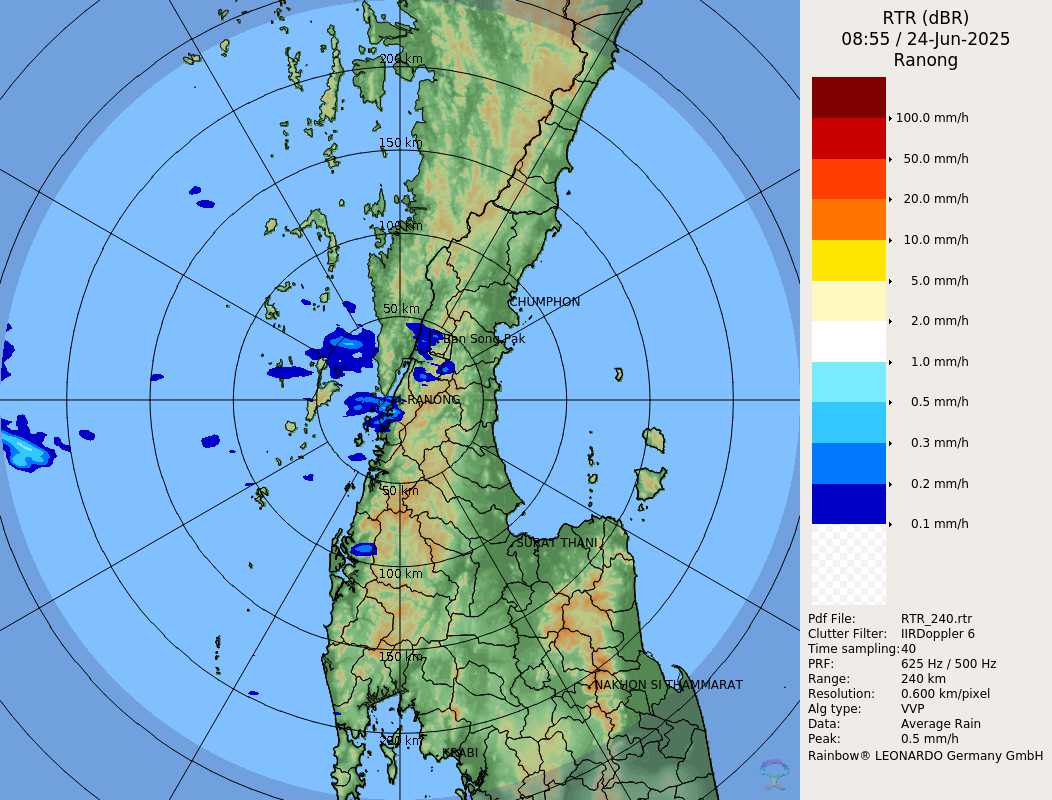 RTR (dBR)
08:55 / 24-Jun-2025
Ranong
100.0 mm/h
50.0 mm/h
20.0 mm/h
10.0 mm/h
5.0 mm/h
2.0 mm/h
1.0 mm/h
0.5 mm/h
0.3 mm/h
0.2 mm/h
0.1 mm/h
Pdf File: RTR_240.rtr
Clutter Filter: IIRDoppler 6
Time sampling:40
PRF: 625 Hz / 500 Hz
Range: 240 km
Resolution: 0.600 km/pixel
Alg type: VVP
Data: Average Rain
Peak: 0.5 mm/h
Rainbow® LEONARDO Germany GmbH
200 km
150 km
100 km
CHUMPHON
50 km
Ban Song Pak
RANONG
50 km
SURAT THANI
100 km
150 km
NAKHON SI THAMMARAT
200 km
KRABI